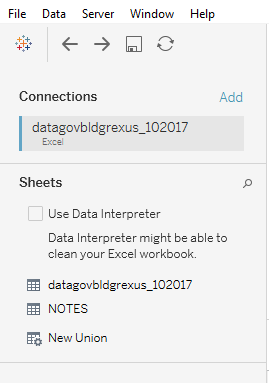 File Data Server Window Help
Connections Add
datagovbldgrexus_102017
Excel
Sheets
Use Data Interpreter
Data Interpreter might be able to
clean your Excel workbook.
datagovbldgrexus_102017
NOTES
New Union